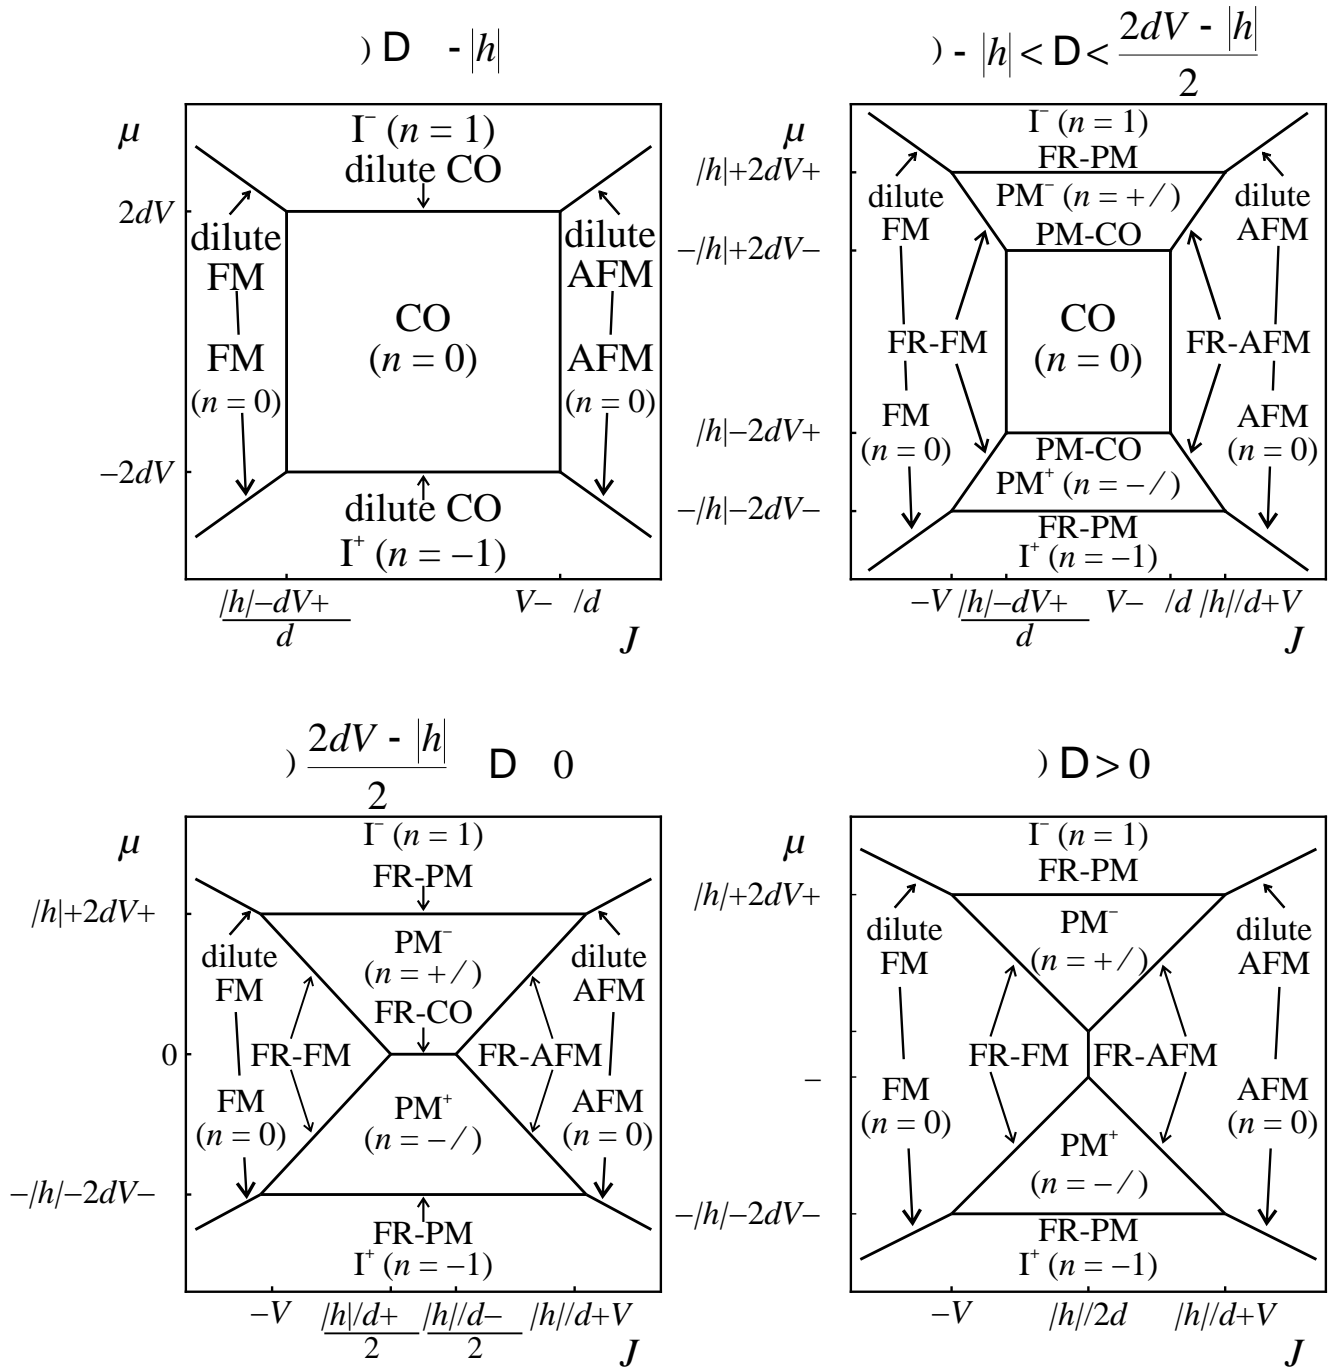 ) D - |h|
μ
I⁻ (n = 1)
dilute CO
2dV
dilute
FM
FM
(n = 0)
CO
(n = 0)
dilute
AFM
AFM
(n = 0)
−2dV
dilute CO
I⁺ (n = −1)
|h|−dV+
d
V− /d
J
) - |h| < D < 2dV - |h|
2
μ
I⁻ (n = 1)
FR-PM
|h|+2dV+
PM⁻ (n = +/ )
PM-CO
−|h|+2dV−
dilute
FM
dilute
AFM
CO
(n = 0)
FR-FM
FR-AFM
FM
(n = 0)
AFM
(n = 0)
|h|−2dV+
PM-CO
PM⁺ (n = −/ )
−|h|−2dV−
FR-PM
I⁺ (n = −1)
−V
|h|−dV+
d
V− /d
|h|/d+V
J
) 2dV - |h|
2
D 0
μ
I⁻ (n = 1)
FR-PM
|h|+2dV+
PM⁻
(n = +/ )
dilute
FM
dilute
AFM
FR-CO
0
FR-FM
FR-AFM
FM
(n = 0)
PM⁺
(n = −/ )
AFM
(n = 0)
−|h|−2dV−
FR-PM
I⁺ (n = −1)
−V
|h|/d+
2
|h|/d−
2
|h|/d+V
J
) D > 0
μ
I⁻ (n = 1)
FR-PM
|h|+2dV+
PM⁻
(n = +/ )
dilute
FM
dilute
AFM
FR-FM
FR-AFM
−
FM
(n = 0)
AFM
(n = 0)
PM⁺
(n = −/ )
−|h|−2dV−
FR-PM
I⁺ (n = −1)
−V
|h|/2d
|h|/d+V
J